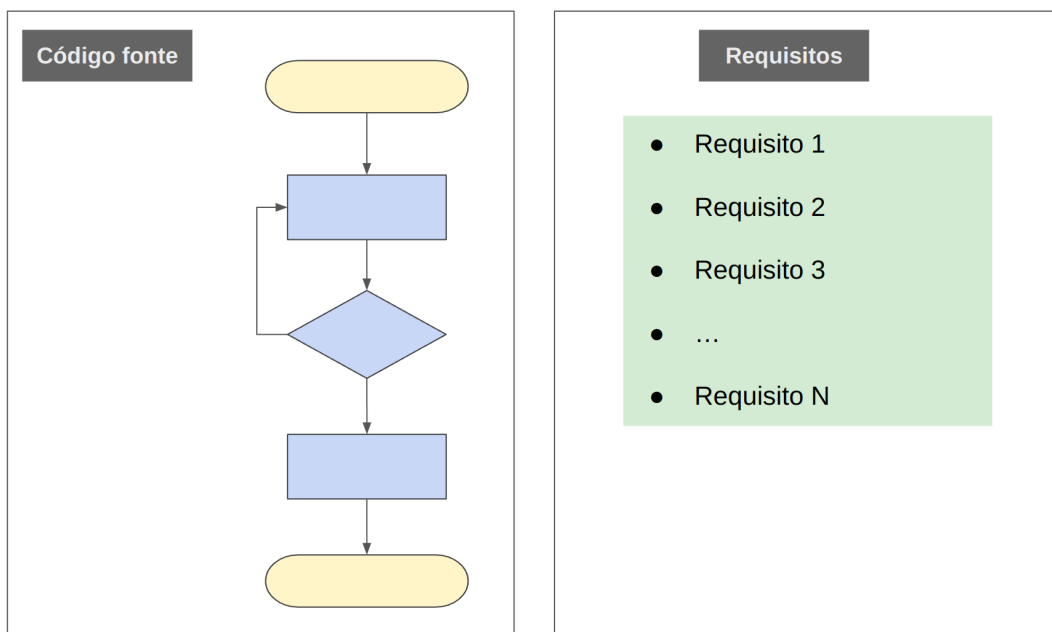 Código fonte
Requisitos
● Requisito 1
● Requisito 2
● Requisito 3
● ...
● Requisito N